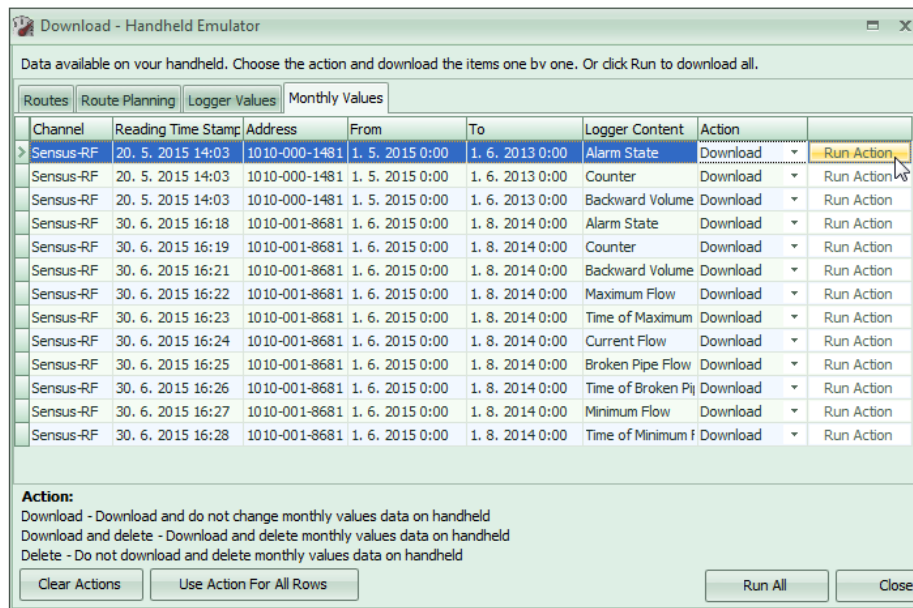 Download - Handheld Emulator
Data available on your handheld. Choose the action and download the items one by one. Or click Run to download all.
Routes Route Planning Logger Values Monthly Values
Channel Reading Time Stamp Address From To Logger Content Action
Sensus-RF 20. 5. 2015 14:03 1010-000-1481 1. 5. 2015 0:00 1. 6. 2013 0:00 Alarm State Download Run Action
Sensus-RF 20. 5. 2015 14:03 1010-000-1481 1. 5. 2015 0:00 1. 6. 2013 0:00 Counter Download Run Action
Sensus-RF 20. 5. 2015 14:03 1010-000-1481 1. 5. 2015 0:00 1. 6. 2013 0:00 Backward Volume Download Run Action
Sensus-RF 30. 6. 2015 16:18 1010-001-8681 1. 6. 2015 0:00 1. 8. 2014 0:00 Alarm State Download Run Action
Sensus-RF 30. 6. 2015 16:19 1010-001-8681 1. 6. 2015 0:00 1. 8. 2014 0:00 Counter Download Run Action
Sensus-RF 30. 6. 2015 16:21 1010-001-8681 1. 6. 2015 0:00 1. 8. 2014 0:00 Backward Volume Download Run Action
Sensus-RF 30. 6. 2015 16:22 1010-001-8681 1. 6. 2015 0:00 1. 8. 2014 0:00 Maximum Flow Download Run Action
Sensus-RF 30. 6. 2015 16:23 1010-001-8681 1. 6. 2015 0:00 1. 8. 2014 0:00 Time of Maximum Download Run Action
Sensus-RF 30. 6. 2015 16:24 1010-001-8681 1. 6. 2015 0:00 1. 8. 2014 0:00 Current Flow Download Run Action
Sensus-RF 30. 6. 2015 16:25 1010-001-8681 1. 6. 2015 0:00 1. 8. 2014 0:00 Broken Pipe Flow Download Run Action
Sensus-RF 30. 6. 2015 16:26 1010-001-8681 1. 6. 2015 0:00 1. 8. 2014 0:00 Time of Broken Download Run Action
Sensus-RF 30. 6. 2015 16:27 1010-001-8681 1. 6. 2015 0:00 1. 8. 2014 0:00 Minimum Flow Download Run Action
Sensus-RF 30. 6. 2015 16:28 1010-001-8681 1. 6. 2015 0:00 1. 8. 2014 0:00 Time of Minimum Download Run Action
Action:
Download - Download and do not change monthly values data on handheld
Download and delete - Download and delete monthly values data on handheld
Delete - Do not download and delete monthly values data on handheld
Clear Actions Use Action For All Rows Run All Close